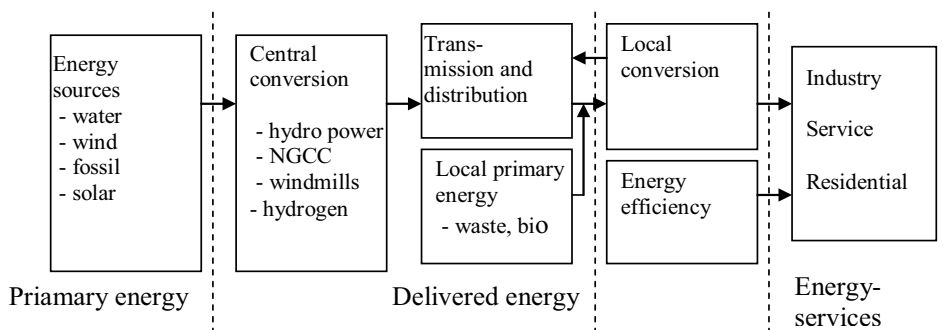 Energy
sources
- water
- wind
- fossil
- solar
Central
conversion
- hydro power
- NGCC
- windmills
- hydrogen
Trans-
mission and
distribution
Local primary
energy
- waste, bio
Local
conversion
Energy
efficiency
Industry
Service
Residential
Priamary energy
Delivered energy
Energy-
services